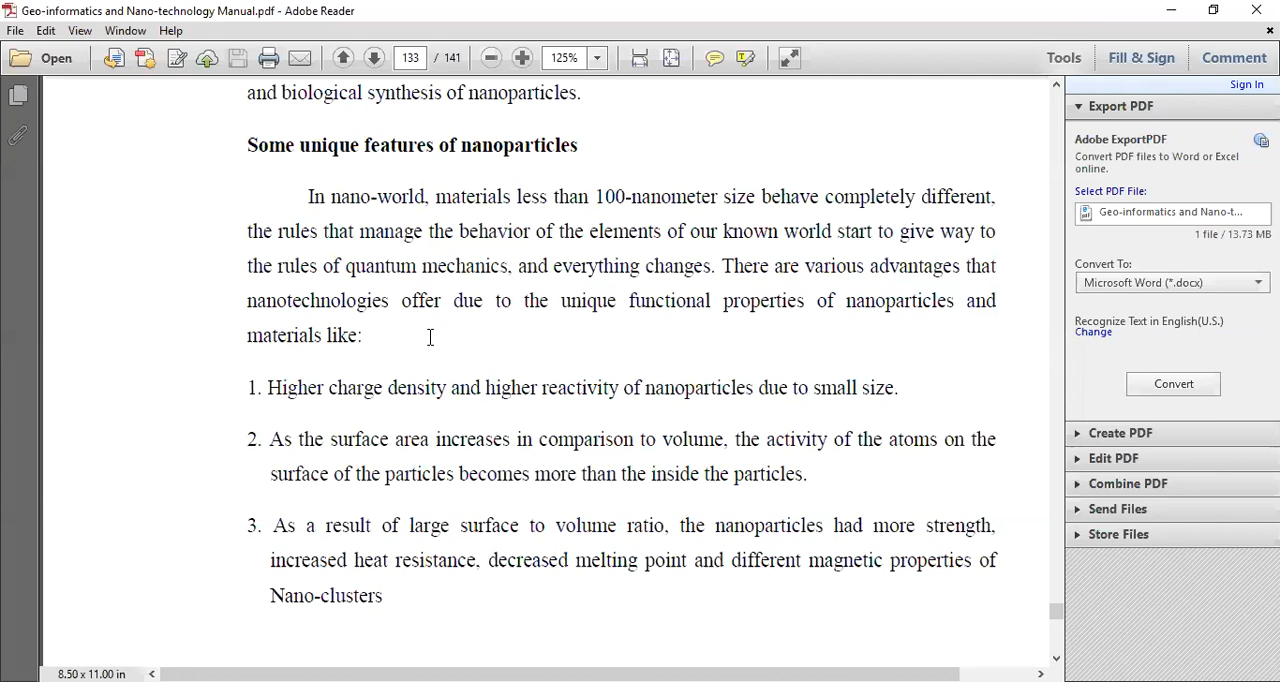 Geo-informatics and Nano-technology Manual.pdf - Adobe Reader
File Edit View Window Help
Open 133 / 141 125% Tools Fill & Sign Comment
Sign In
and biological synthesis of nanoparticles.
Some unique features of nanoparticles
In nano-world, materials less than 100-nanometer size behave completely different,
the rules that manage the behavior of the elements of our known world start to give way to
the rules of quantum mechanics, and everything changes. There are various advantages that
nanotechnologies offer due to the unique functional properties of nanoparticles and
materials like:
1. Higher charge density and higher reactivity of nanoparticles due to small size.
2. As the surface area increases in comparison to volume, the activity of the atoms on the
surface of the particles becomes more than the inside the particles.
3. As a result of large surface to volume ratio, the nanoparticles had more strength,
increased heat resistance, decreased melting point and different magnetic properties of
Nano-clusters
8.50 x 11.00 in
Export PDF
Adobe ExportPDF
Convert PDF files to Word or Excel
online.
Select PDF File:
Geo-informatics and Nano-t...
1 file / 13.73 MB
Convert To:
Microsoft Word (*.docx)
Recognize Text in English(U.S.)
Change
Convert
Create PDF
Edit PDF
Combine PDF
Send Files
Store Files